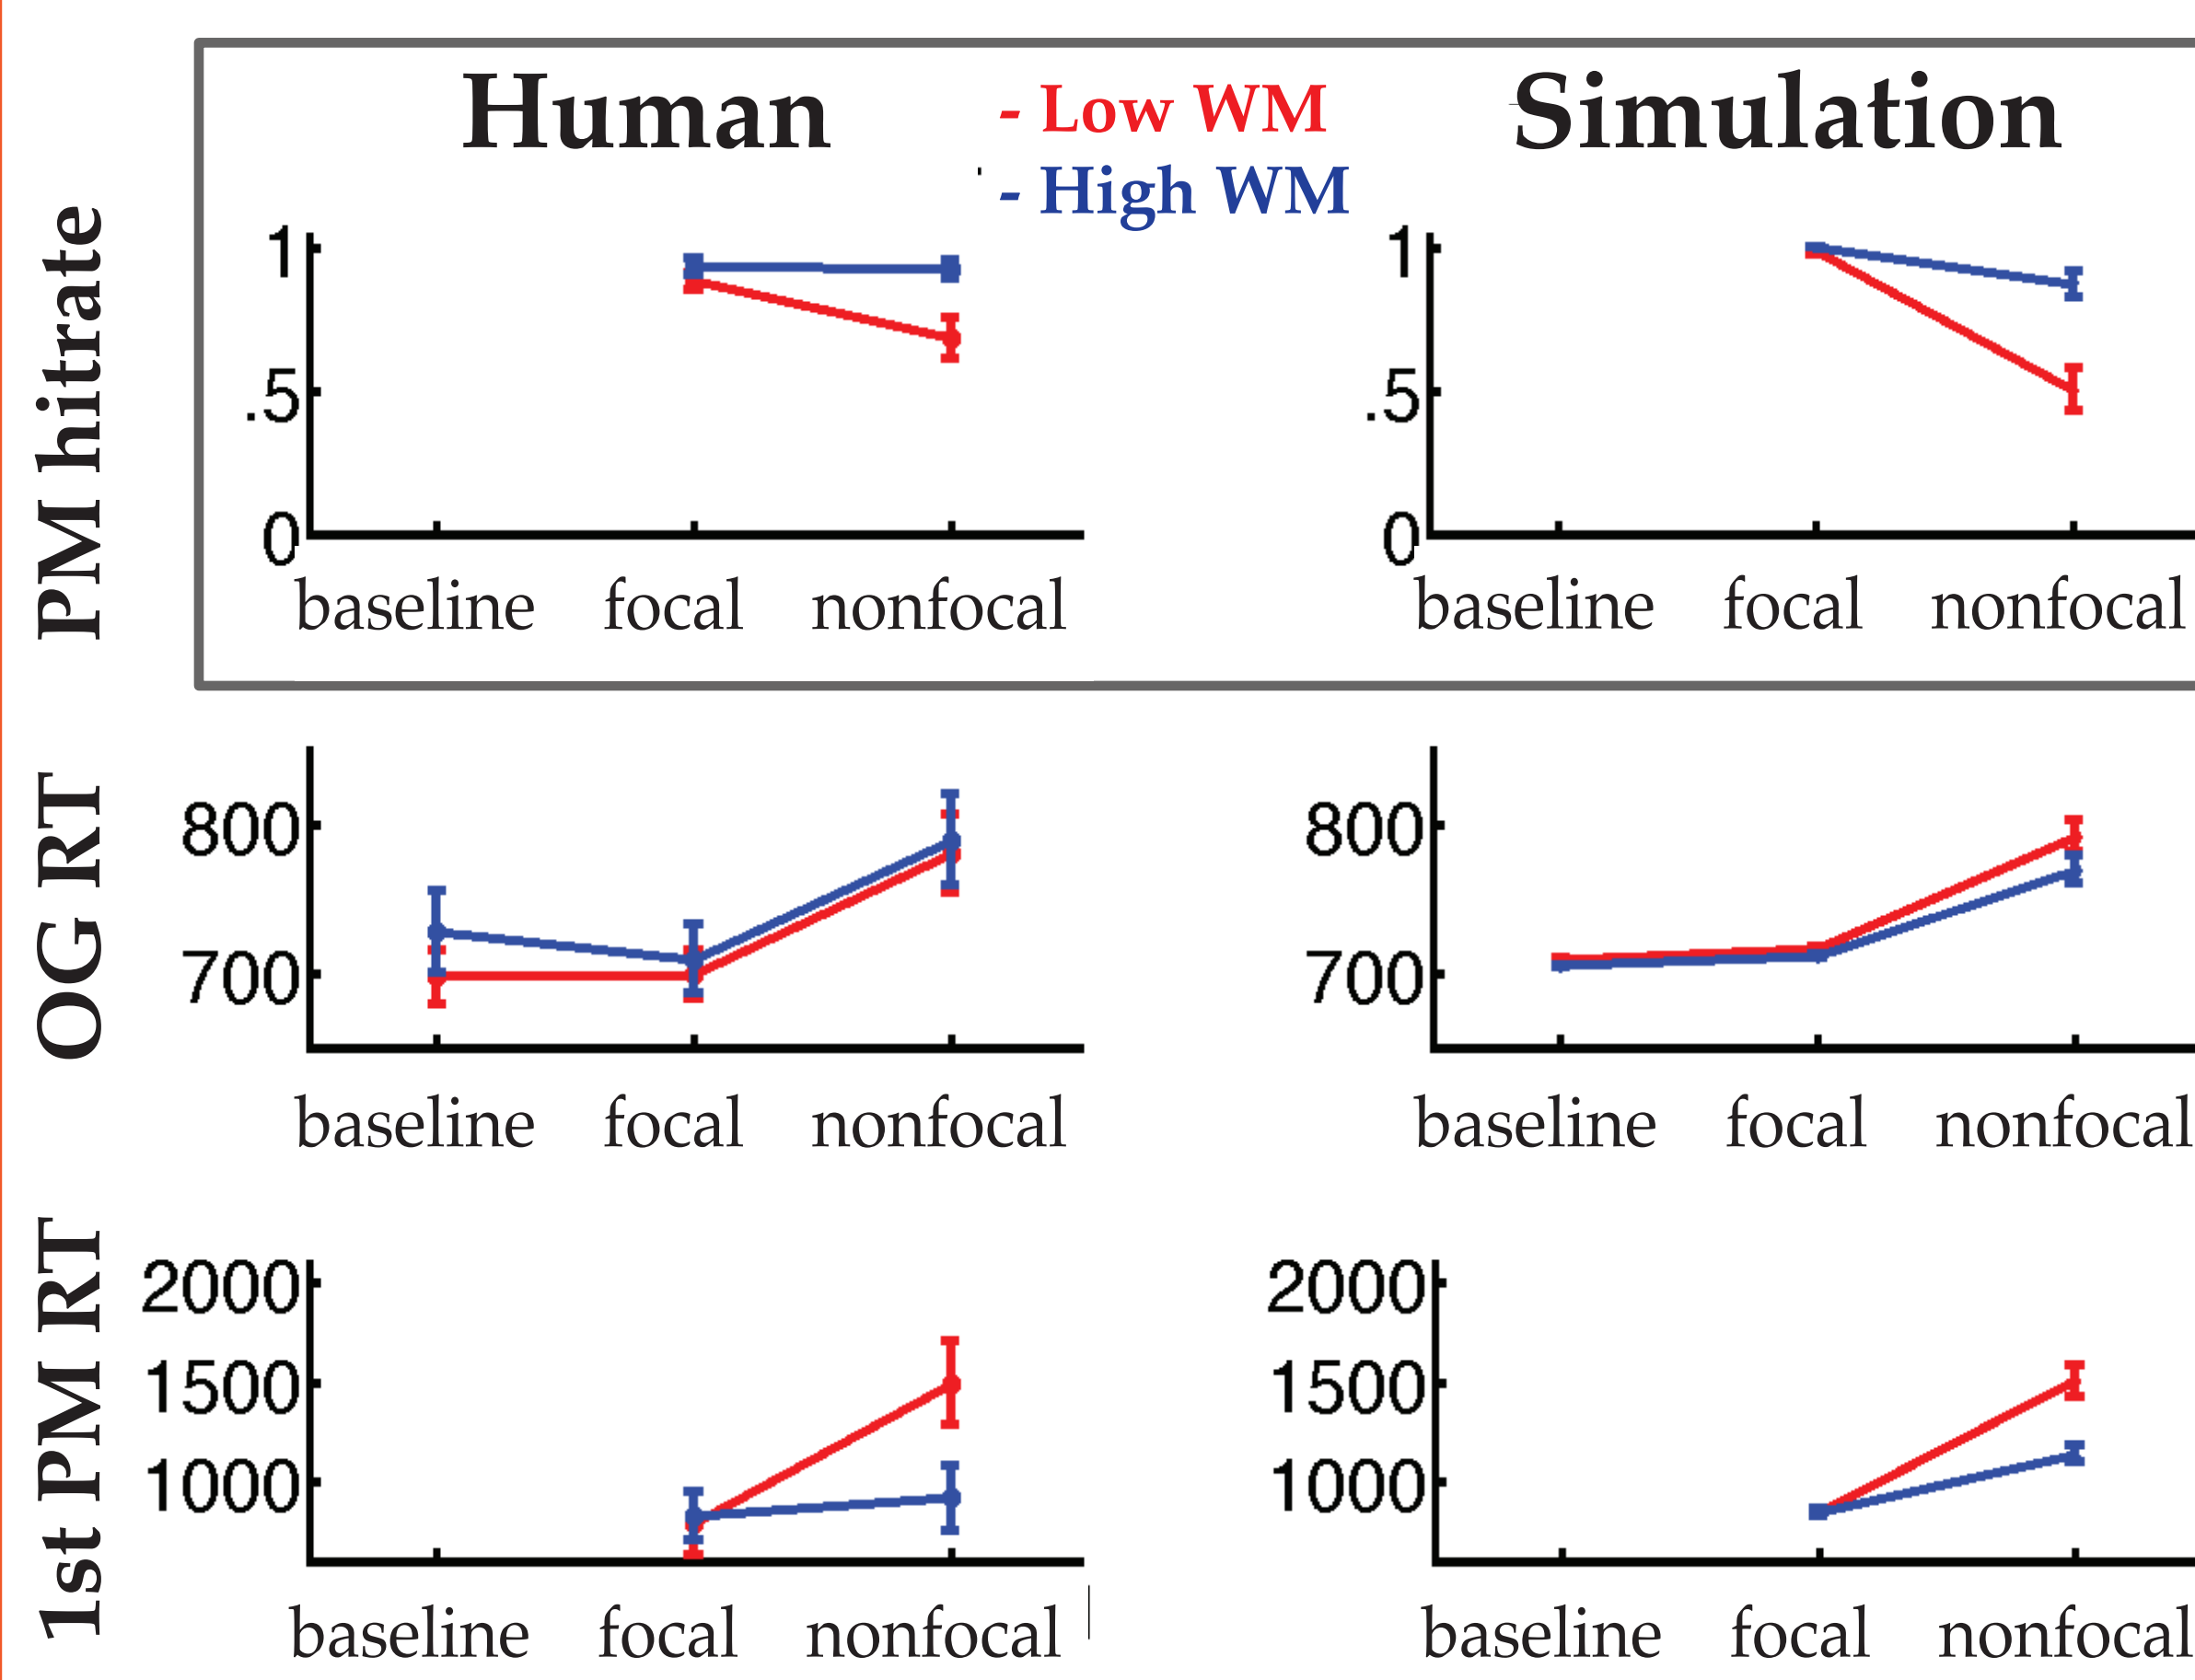 Human
- Low WM
- High WM
Simulation
PM hitrate
1
.5
0
baseline focal nonfocal
1
.5
0
baseline focal nonfocal
OG RT
800
700
baseline focal nonfocal
800
700
baseline focal nonfocal
1st PM RT
2000
1500
1000
baseline focal nonfocal
2000
1500
1000
baseline focal nonfocal